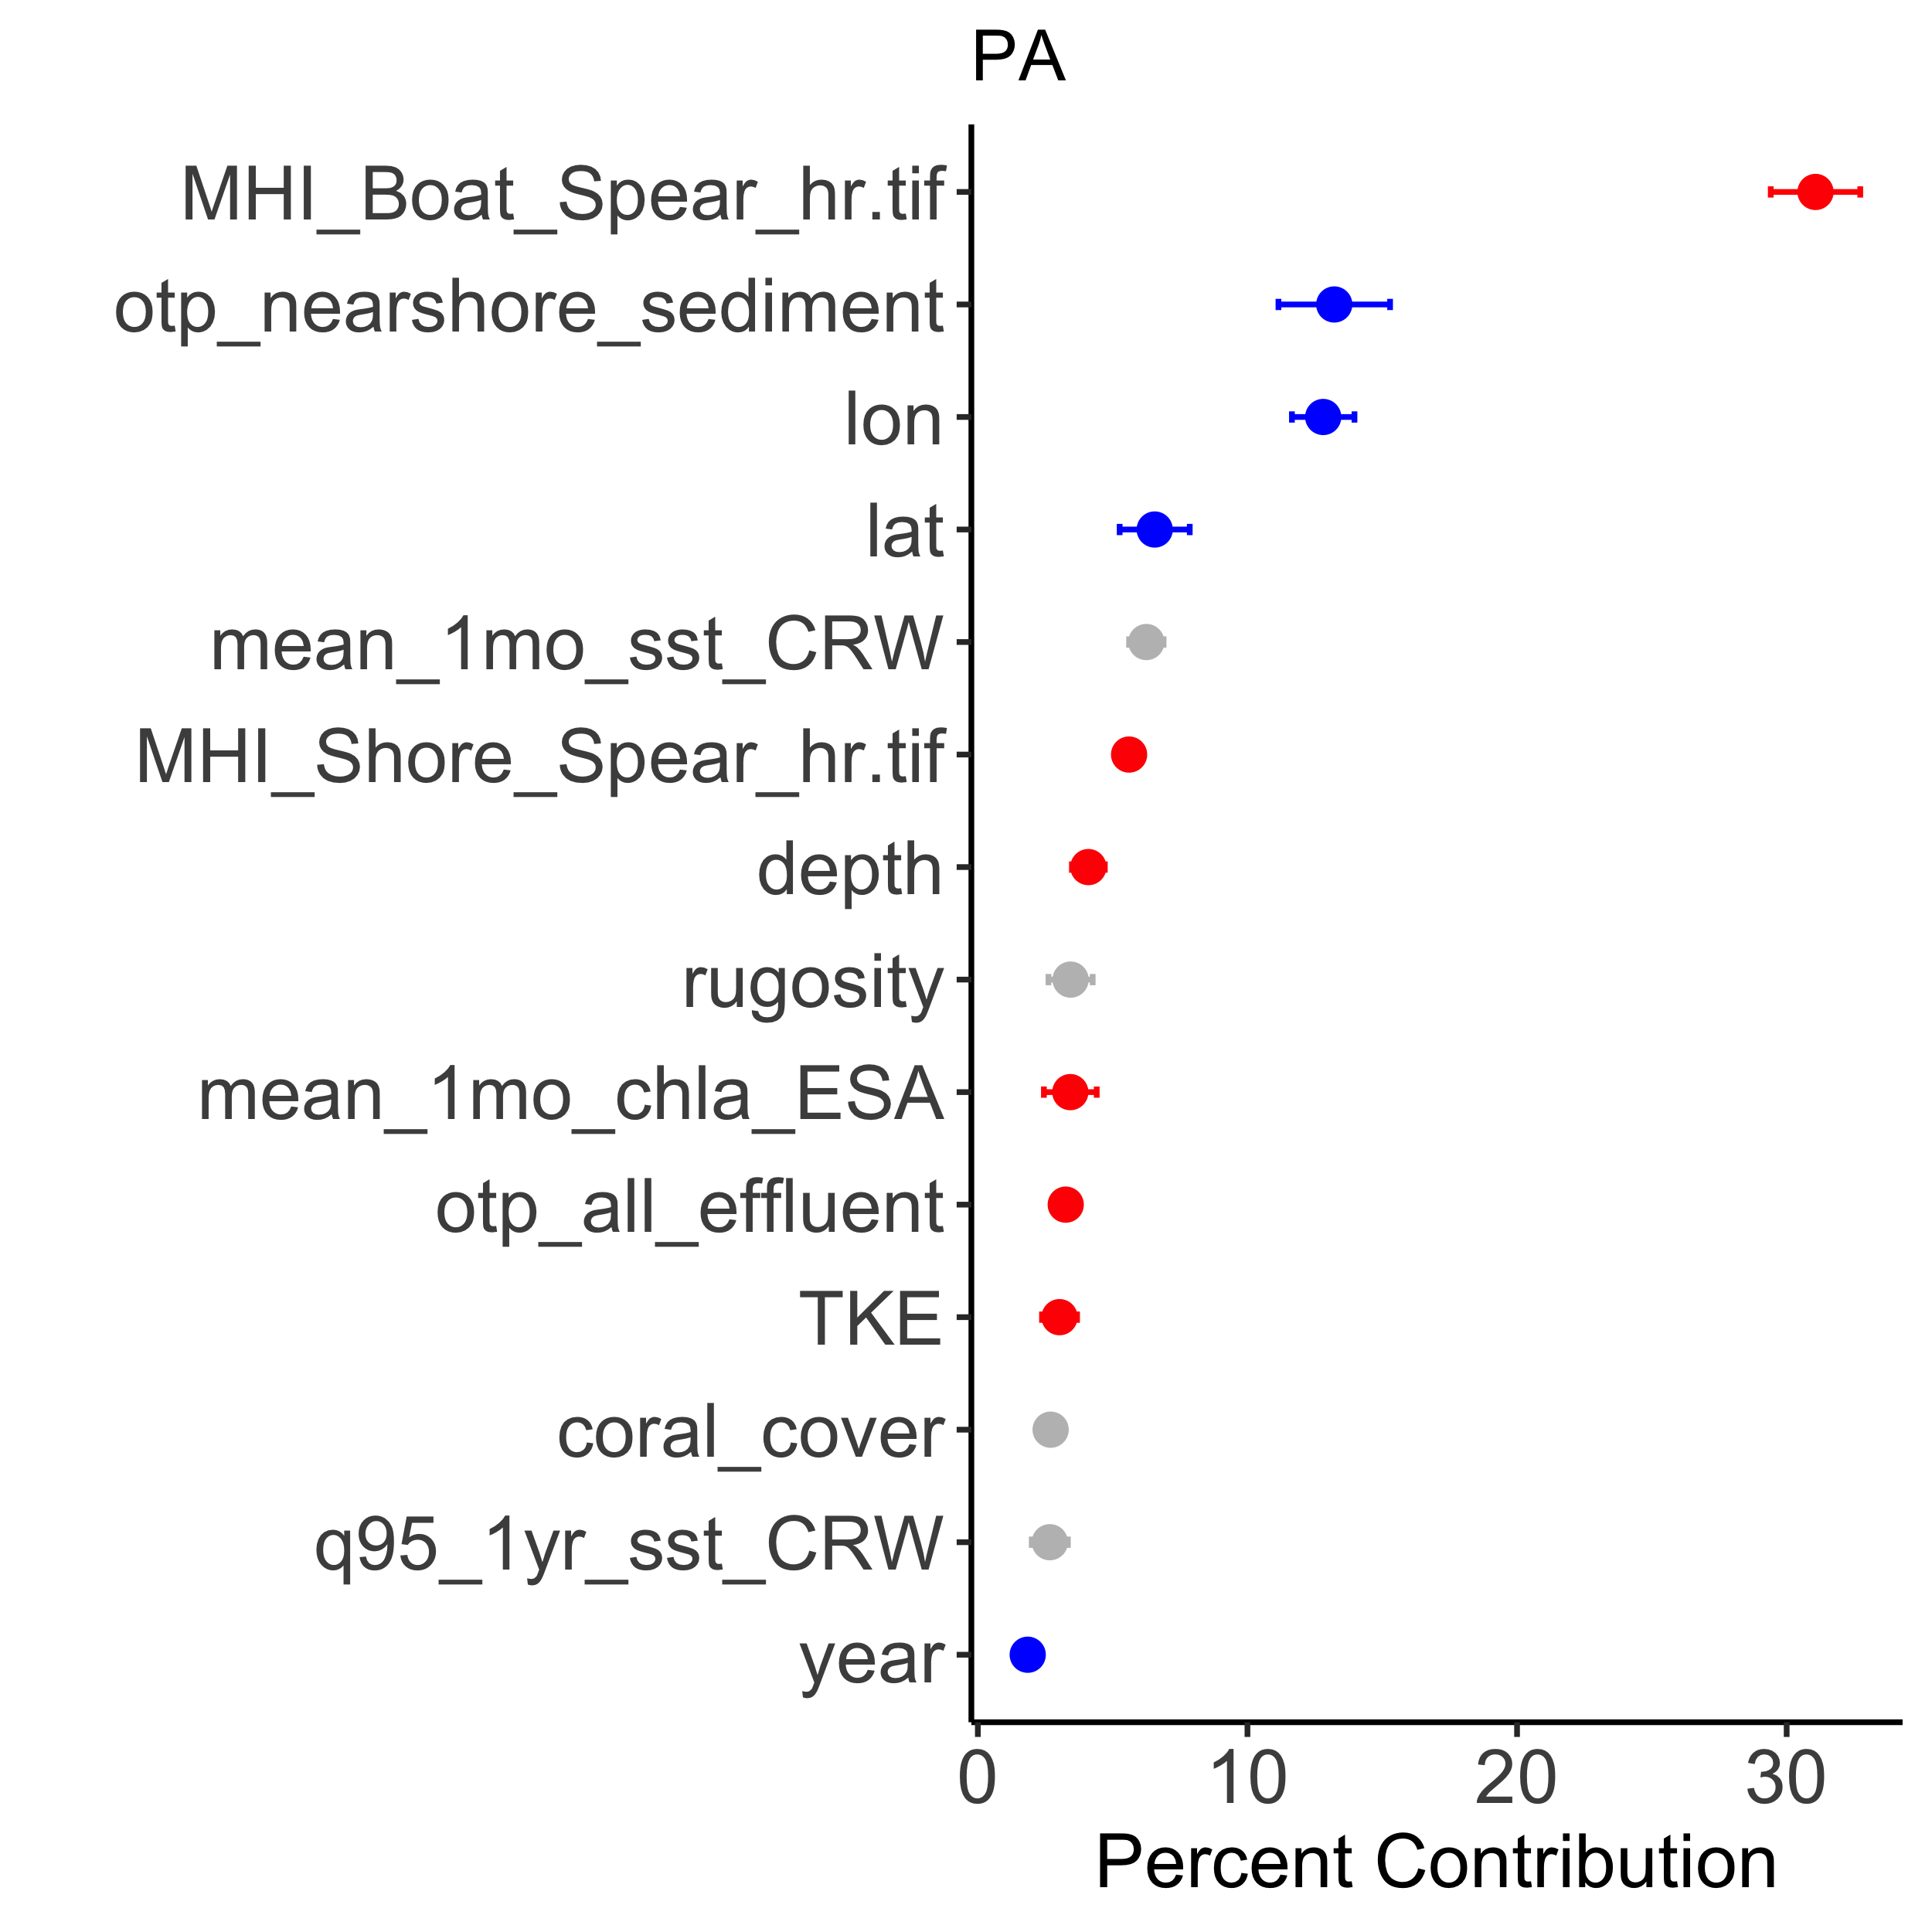 PA
MHI_Boat_Spear_hr.tif
otp_nearshore_sediment
lon
lat
mean_1mo_sst_CRW
MHI_Shore_Spear_hr.tif
depth
rugosity
mean_1mo_chla_ESA
otp_all_effluent
TKE
coral_cover
q95_1yr_sst_CRW
year
0 10 20 30
Percent Contribution